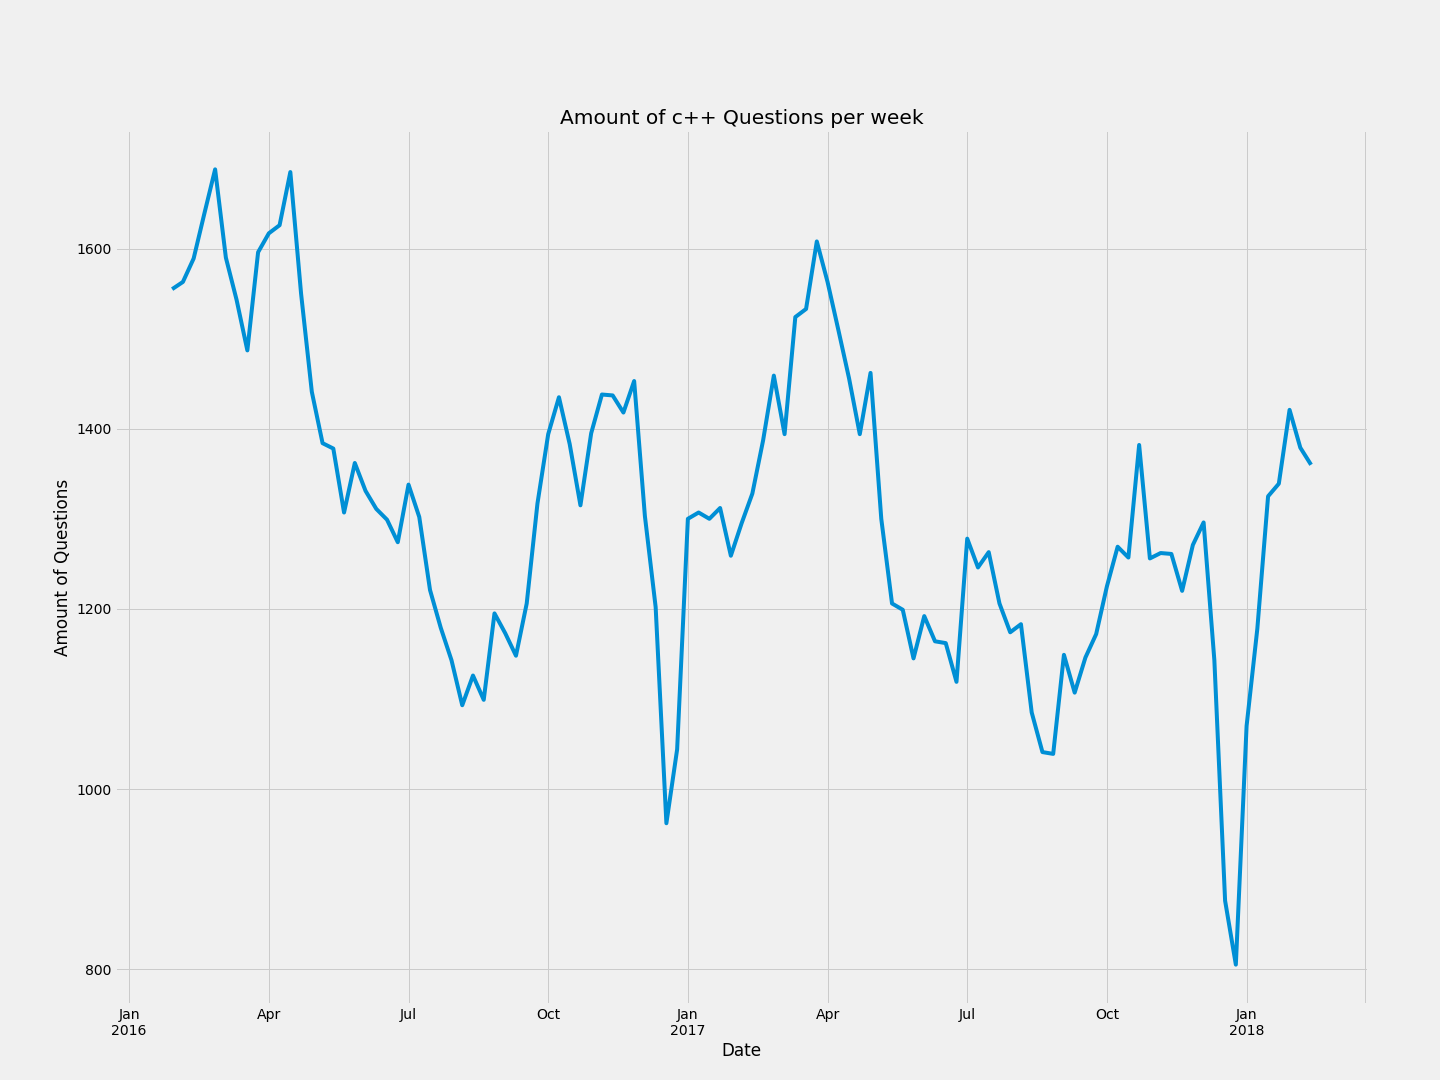 Amount of c++ Questions per week
Amount of Questions
1600
1400
1200
1000
800
Jan Apr Jul Oct Jan Apr Jul Oct Jan
2016 2017 2018
Date